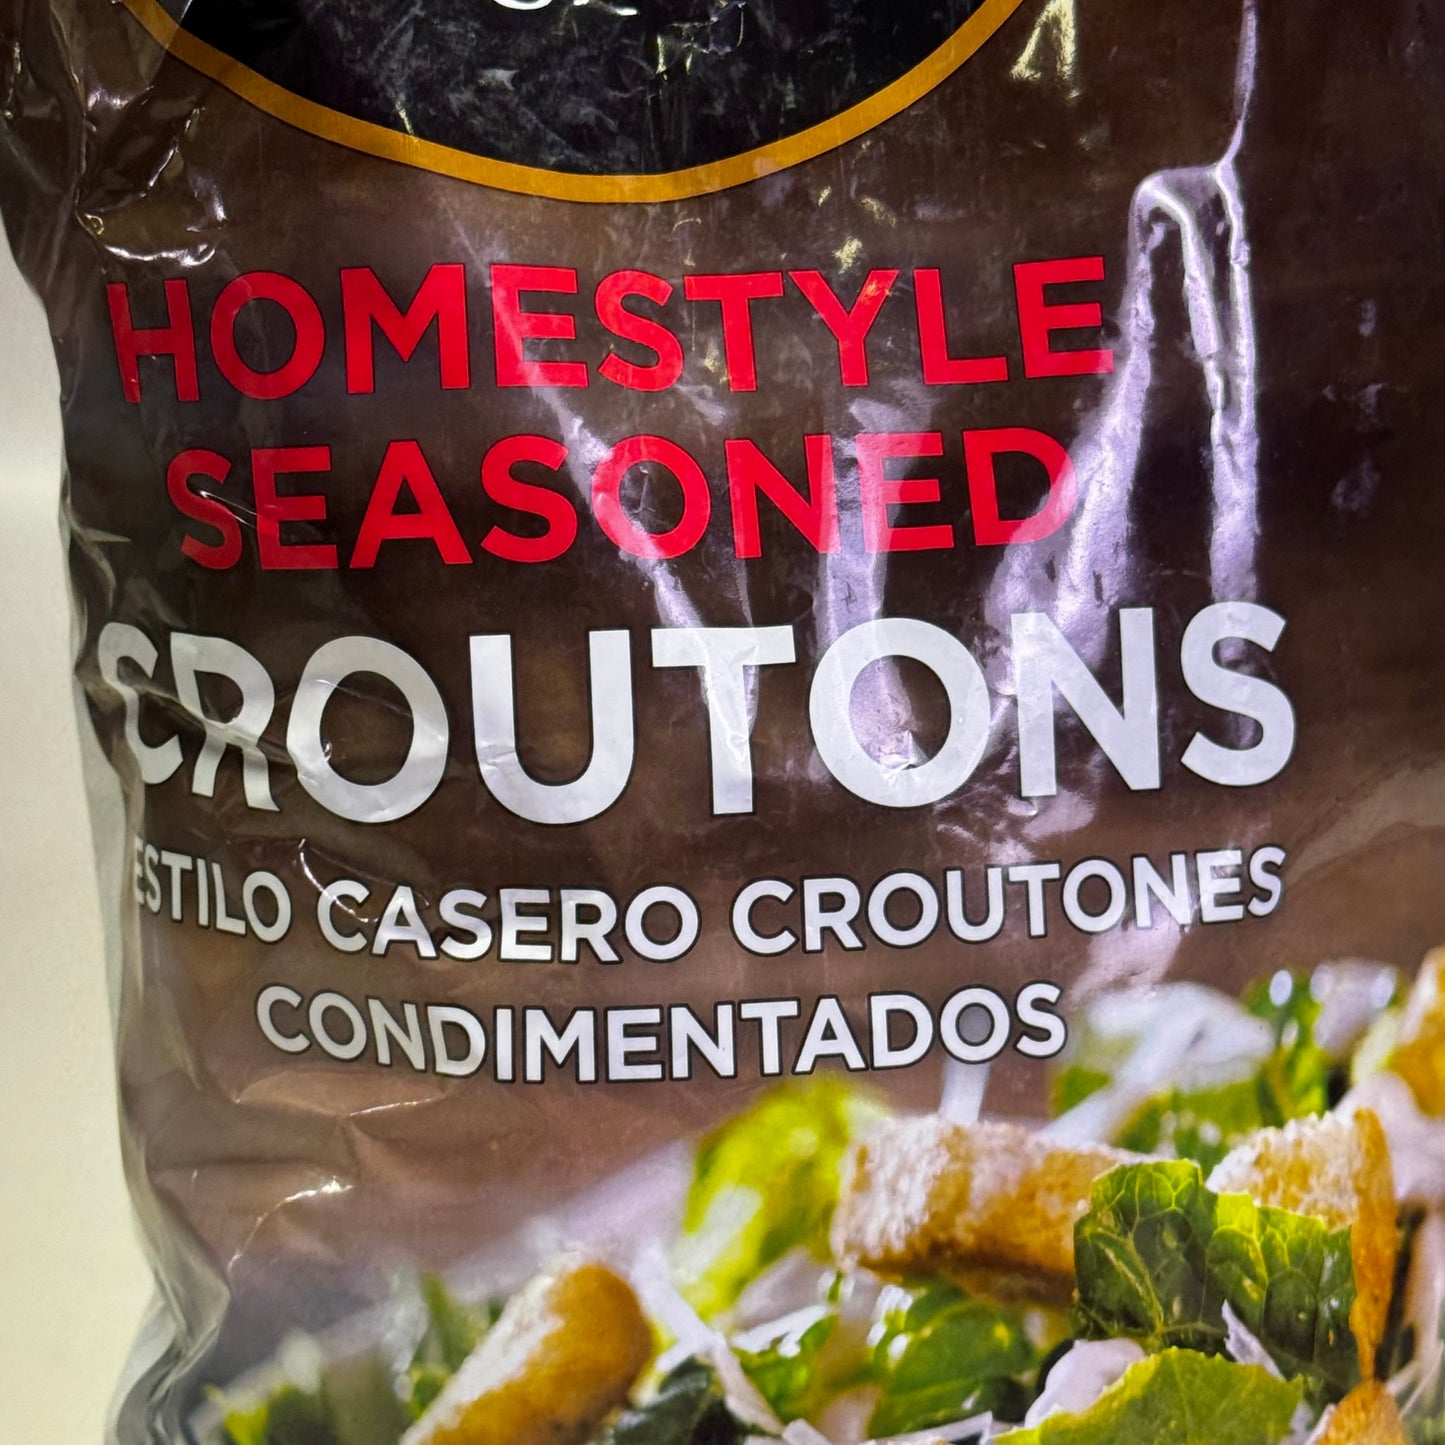 HOMESTYLE
SEASONED
CROUTONS
ESTILO CASERO CROUTONES
CONDIMENTADOS